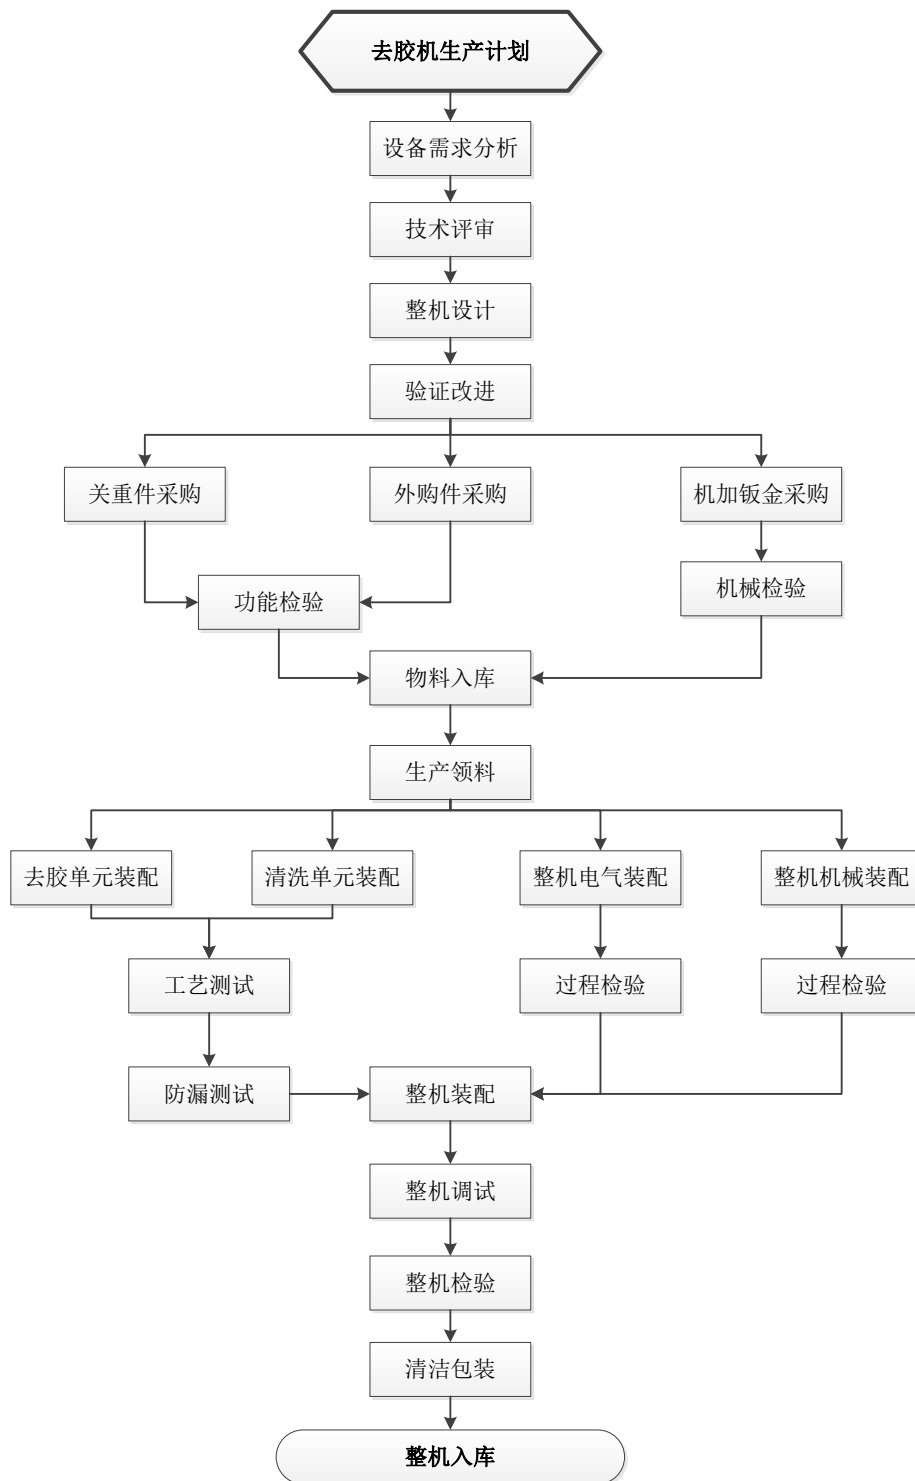 去胶机生产计划
设备需求分析
技术评审
整机设计
验证改进
关重件采购
外购件采购
机加钣金采购
机械检验
功能检验
物料入库
生产领料
去胶单元装配
清洗单元装配
整机电气装配
整机机械装配
工艺测试
过程检验
过程检验
防漏测试
整机装配
整机调试
整机检验
清洁包装
整机入库